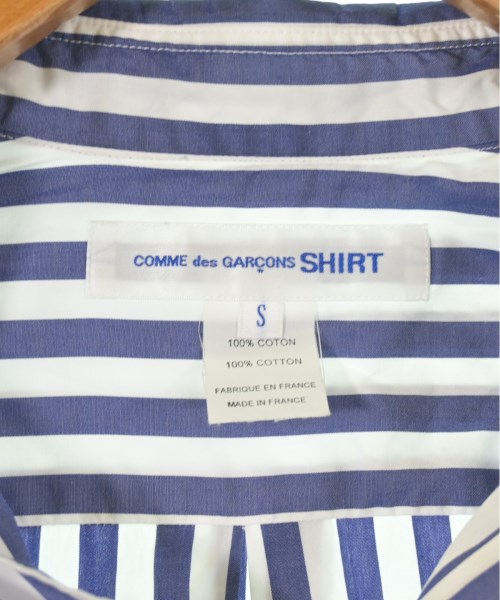 COMME des GARÇONS SHIRT
S
100% COTON
100% COTTON
FABRIQUE EN FRANCE
MADE IN FRANCE